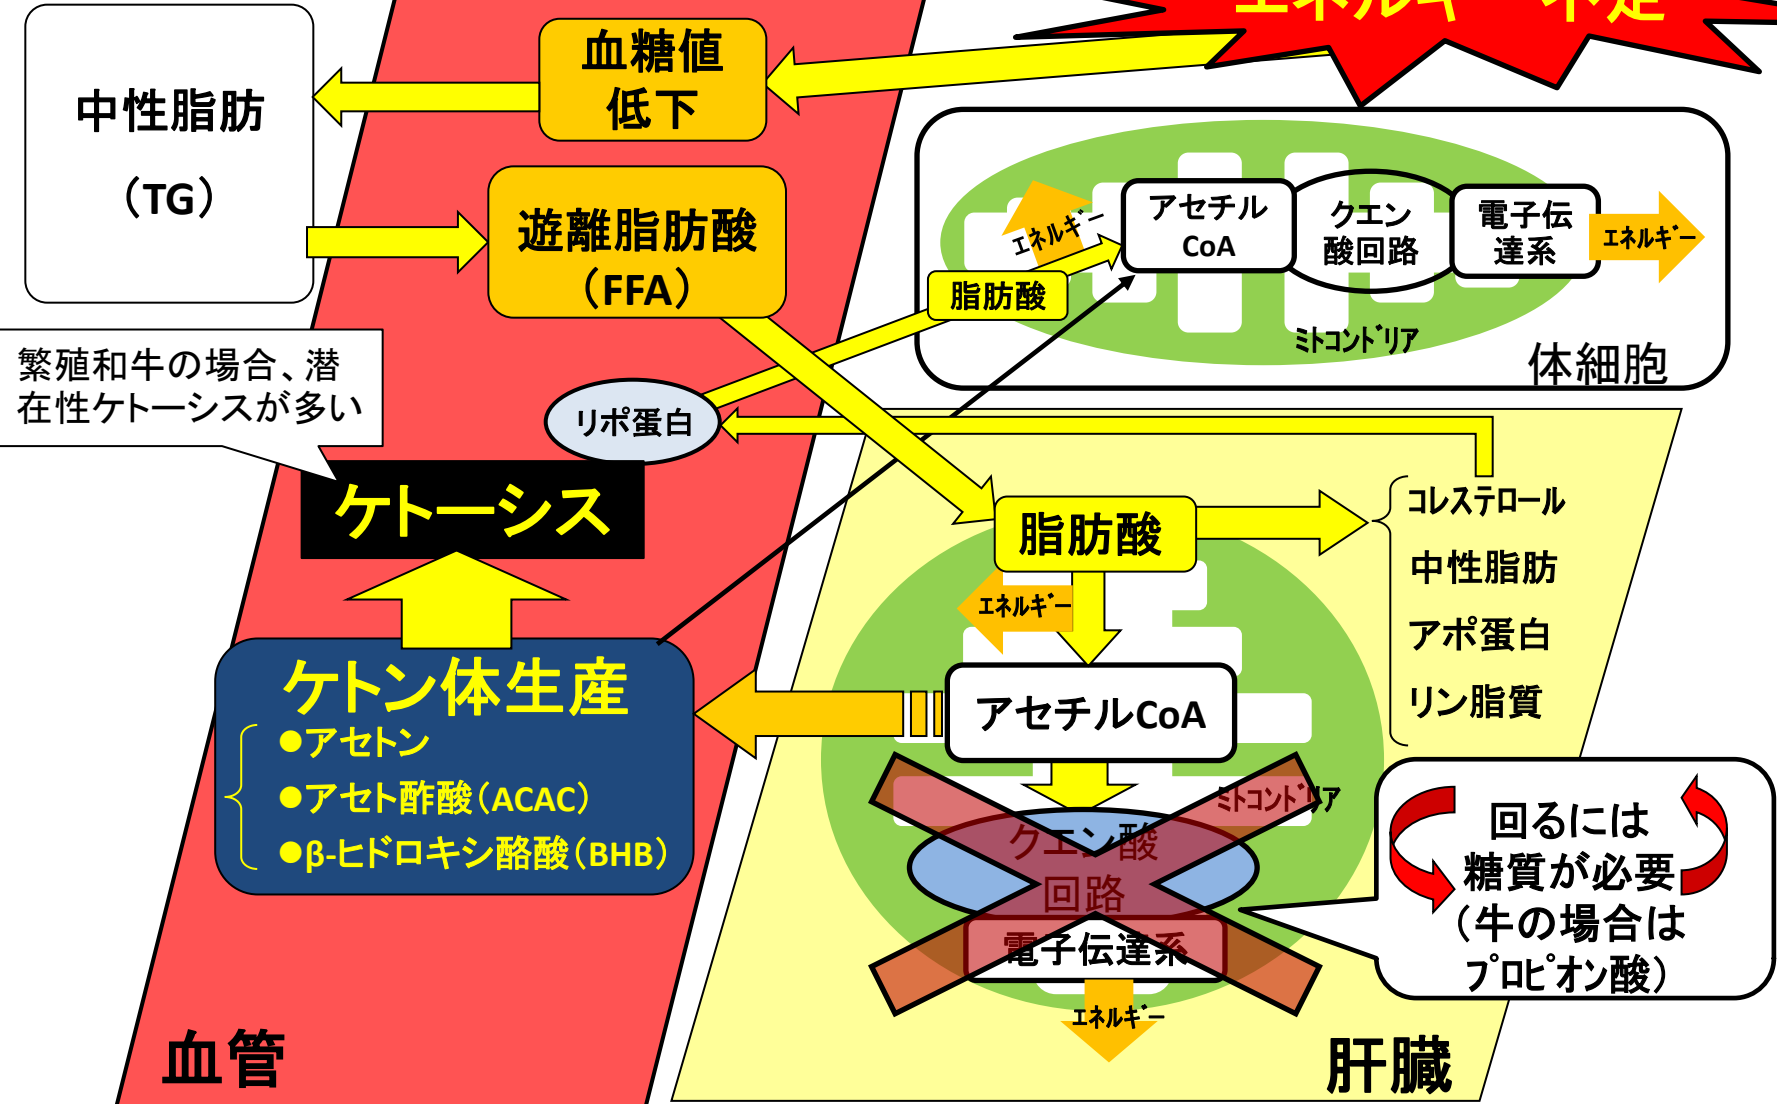 エネルギー不足
血糖値
低下
中性脂肪
（TG）
遊離脂肪酸
（FFA）
アセチル
CoA
クエン
酸回路
電子伝
達系
ｴﾈﾙｷﾞｰ
ｴﾈﾙｷﾞｰ
脂肪酸
ﾐﾄｺﾝﾄﾞﾘｱ
体細胞
繁殖和牛の場合、潜
在性ケトーシスが多い
リポ蛋白
ケトーシス
脂肪酸
ｺﾚｽﾃﾛｰﾙ
中性脂肪
アポ蛋白
リン脂質
ｴﾈﾙｷﾞｰ
ケトン体生産
●アセトン
●アセト酢酸（ACAC）
●β-ヒドロキシ酪酸（BHB）
アセチルCoA
ﾐﾄｺﾝﾄﾞﾘｱ
クエン酸
回路
電子伝達系
ｴﾈﾙｷﾞｰ
回るには
糖質が必要
（牛の場合は
ﾌﾟﾛﾋﾟｵﾝ酸）
血管
肝臓